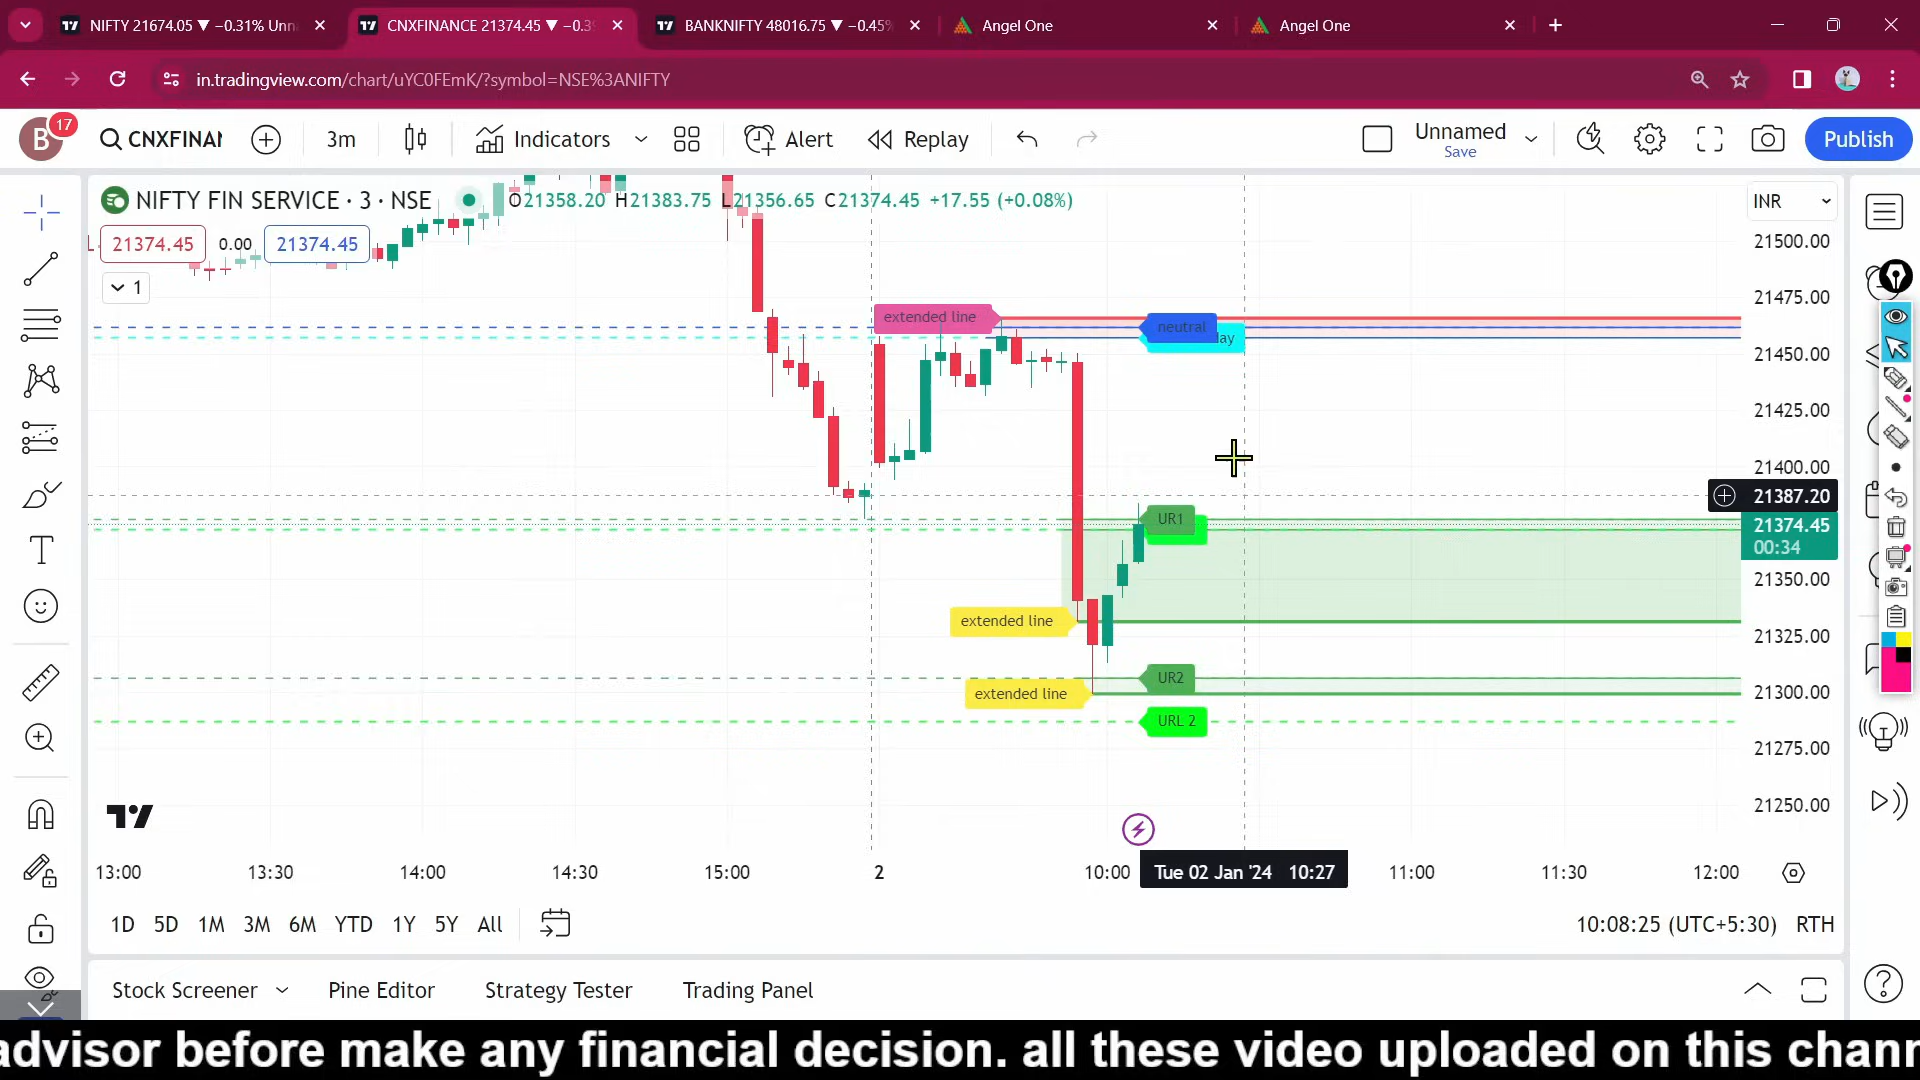 NIFTY 21674.05 ▼ −0.31% Unn
CNXFINANCE 21374.45 ▼ −0.3
BANKNIFTY 48016.75 ▼ −0.45%
Angel One
Angel One
in.tradingview.com/chart/uYC0FEmK/?symbol=NSE%3ANIFTY
B
17
CNXFINAN
3m
Indicators
Alert
Replay
Unnamed
Save
Publish
NIFTY FIN SERVICE · 3 · NSE
O21358.20 H21383.75 L21356.65 C21374.45 +17.55 (+0.08%)
INR
21374.45
0.00
21374.45
1
21500.00
21475.00
21450.00
21425.00
21400.00
21387.20
21374.45
00:34
21350.00
21325.00
21300.00
21275.00
21250.00
extended line
neutral
lay
UR1
extended line
UR2
extended line
URL 2
13:00
13:30
14:00
14:30
15:00
2
10:00
Tue 02 Jan '24 10:27
11:00
11:30
12:00
1D 5D 1M 3M 6M YTD 1Y 5Y All
10:08:25 (UTC+5:30) RTH
Stock Screener
Pine Editor
Strategy Tester
Trading Panel
advisor before make any financial decision. all these video uploaded on this chann